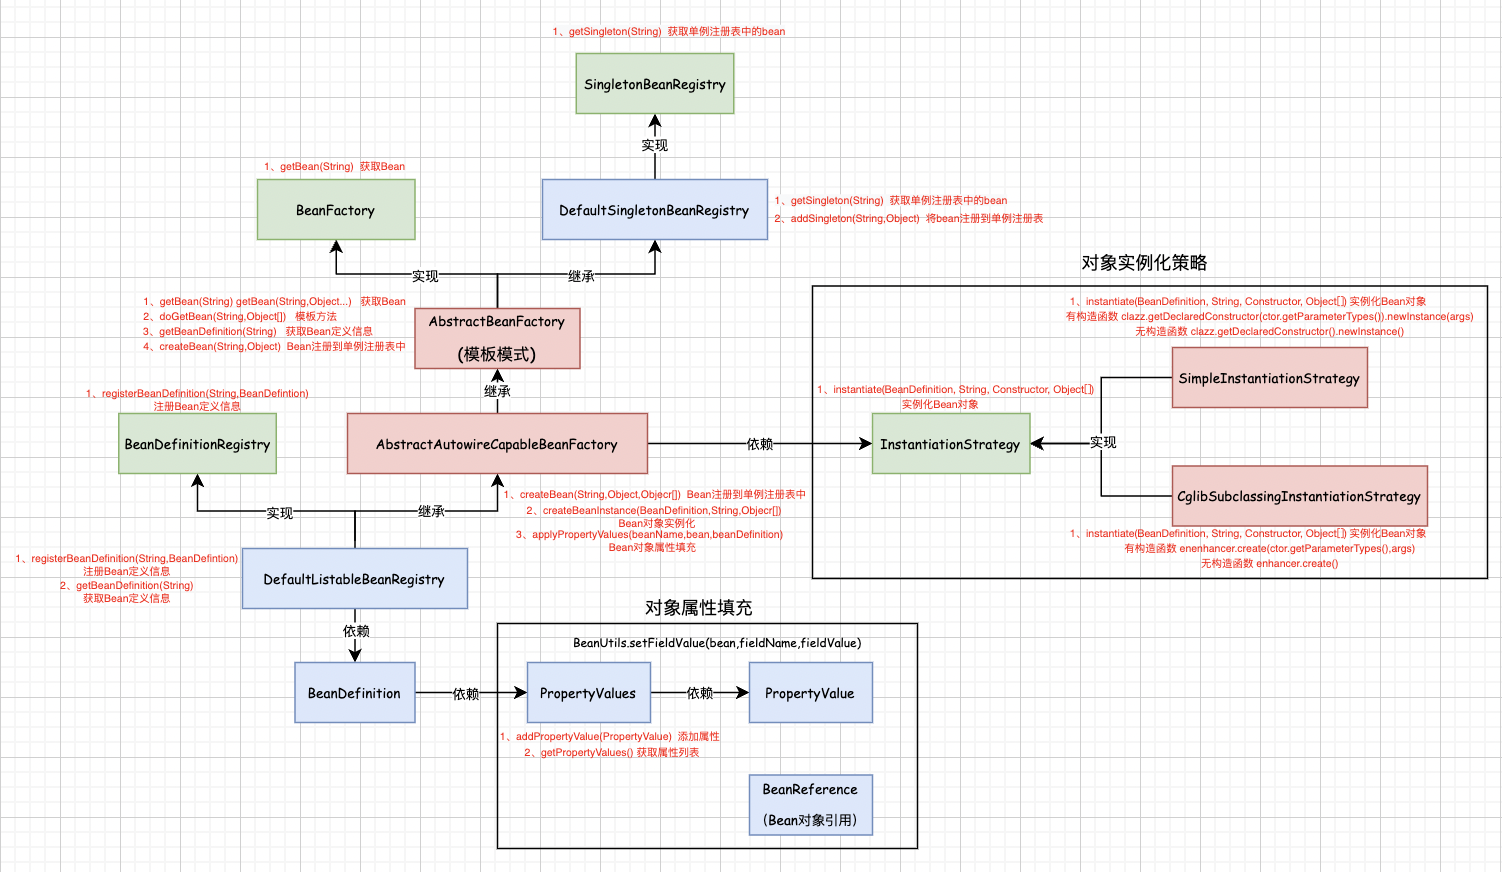 1、getSingleton(String) 获取单例注册表中的bean
SingletonBeanRegistry
实现
1、getBean(String) 获取Bean
BeanFactory
DefaultSingletonBeanRegistry
1、getSingleton(String) 获取单例注册表中的bean
2、addSingleton(String,Object) 将bean注册到单例注册表
实现
继承
1、getBean(String) getBean(String,Object...) 获取Bean
2、doGetBean(String,Object[]) 模板方法
3、getBeanDefinition(String) 获取Bean定义信息
4、createBean(String,Object) Bean注册到单例注册表中
AbstractBeanFactory
(模板模式)
继承
1、registerBeanDefinition(String,BeanDefintion)
注册Bean定义信息
BeanDefinitionRegistry
AbstractAutowireCapableBeanFactory
依赖
实现
继承
1、createBean(String,Object,Objecr[]) Bean注册到单例注册表中
2、createBeanInstance(BeanDefinition,String,Objecr[])
Bean对象实例化
3、applyPropertyValues(beanName,bean,beanDefinition)
Bean对象属性填充
1、registerBeanDefinition(String,BeanDefintion)
注册Bean定义信息
2、getBeanDefinition(String)
获取Bean定义信息
DefaultListableBeanRegistry
依赖
BeanDefinition
依赖
对象实例化策略
1、instantiate(BeanDefinition, String, Constructor, Object[]) 实例化Bean对象
有构造函数 clazz.getDeclaredConstructor(ctor.getParameterTypes()).newInstance(args)
无构造函数 clazz.getDeclaredConstructor().newInstance()
SimpleInstantiationStrategy
1、instantiate(BeanDefinition, String, Constructor, Object[])
实例化Bean对象
InstantiationStrategy
实现
CglibSubclassingInstantiationStrategy
1、instantiate(BeanDefinition, String, Constructor, Object[]) 实例化Bean对象
有构造函数 enenhancer.create(ctor.getParameterTypes(),args)
无构造函数 enhancer.create()
对象属性填充
BeanUtils.setFieldValue(bean,fieldName,fieldValue)
PropertyValues
依赖
PropertyValue
1、addPropertyValue(PropertyValue) 添加属性
2、getPropertyValues() 获取属性列表
BeanReference
(Bean对象引用)